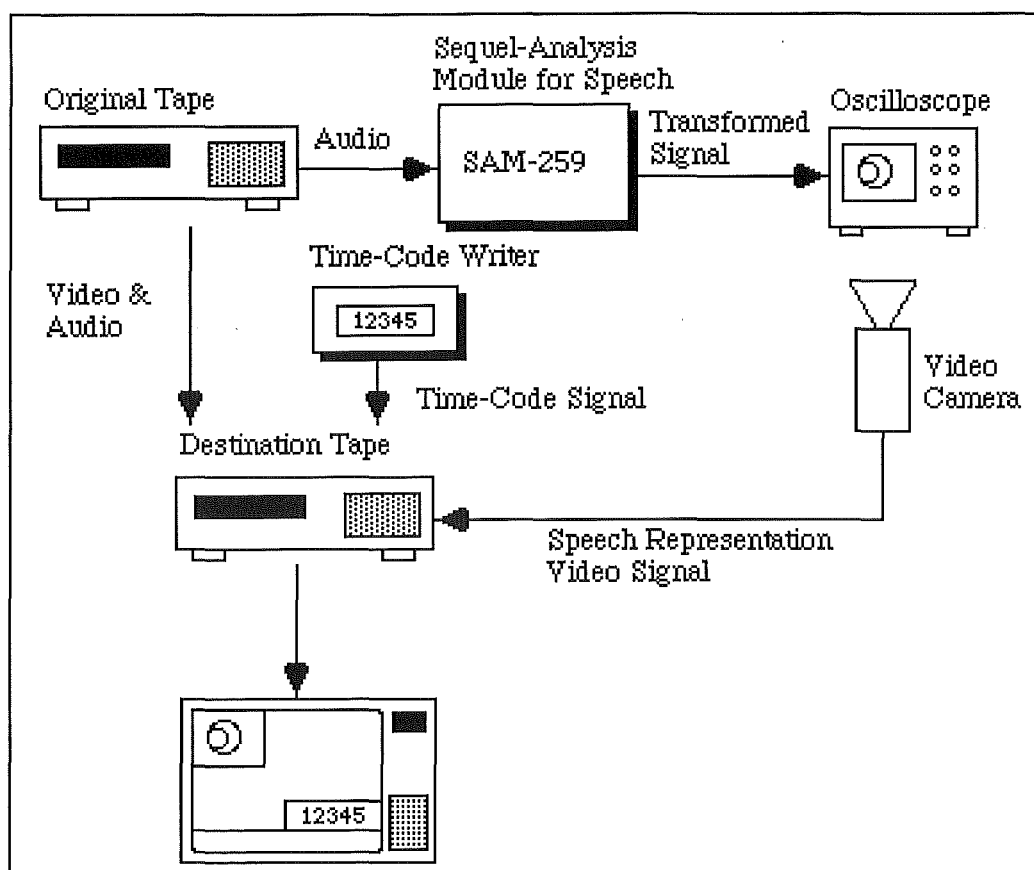 Sequel-Analysis
Module for Speech
Original Tape
Oscilloscope
Audio
SAM-259
Transformed
Signal
Time-Code Writer
Video &
Audio
12345
Video
Camera
Time-Code Signal
Destination Tape
Speech Representation
Video Signal
12345